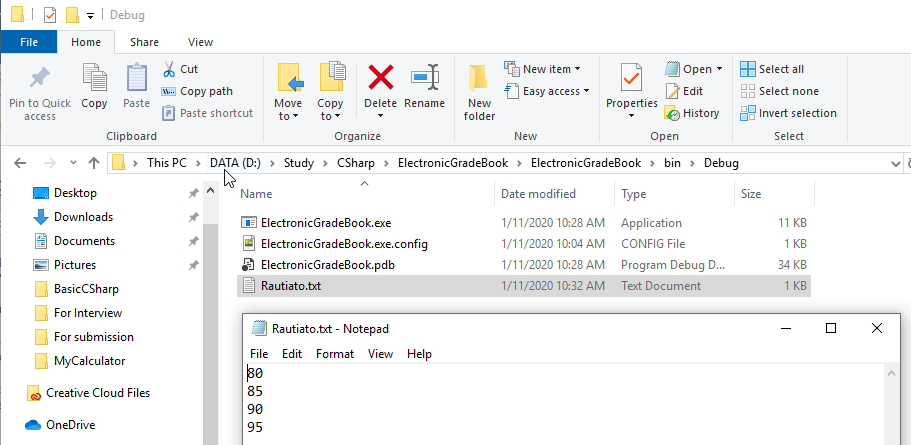 Debug
File Home Share View
Pin to Quick access
Copy
Paste
Cut
Copy path
Paste shortcut
Clipboard
Move to
Copy to
Delete
Rename
Organize
New folder
New item
Easy access
New
Properties
Open
Edit
History
Open
Select all
Select none
Invert selection
Select
This PC > DATA (D:) > Study > CSharp > ElectronicGradeBook > ElectronicGradeBook > bin > Debug
Desktop
Downloads
Documents
Pictures
BasicCSharp
For Interview
For submission
MyCalculator
Creative Cloud Files
OneDrive
Name Date modified Type Size
ElectronicGradeBook.exe 1/11/2020 10:28 AM Application 11 KB
ElectronicGradeBook.exe.config 1/11/2020 10:04 AM CONFIG File 1 KB
ElectronicGradeBook.pdb 1/11/2020 10:28 AM Program Debug D... 34 KB
Rautiato.txt 1/11/2020 10:32 AM Text Document 1 KB
Rautiato.txt - Notepad
File Edit Format View Help
80
85
90
95